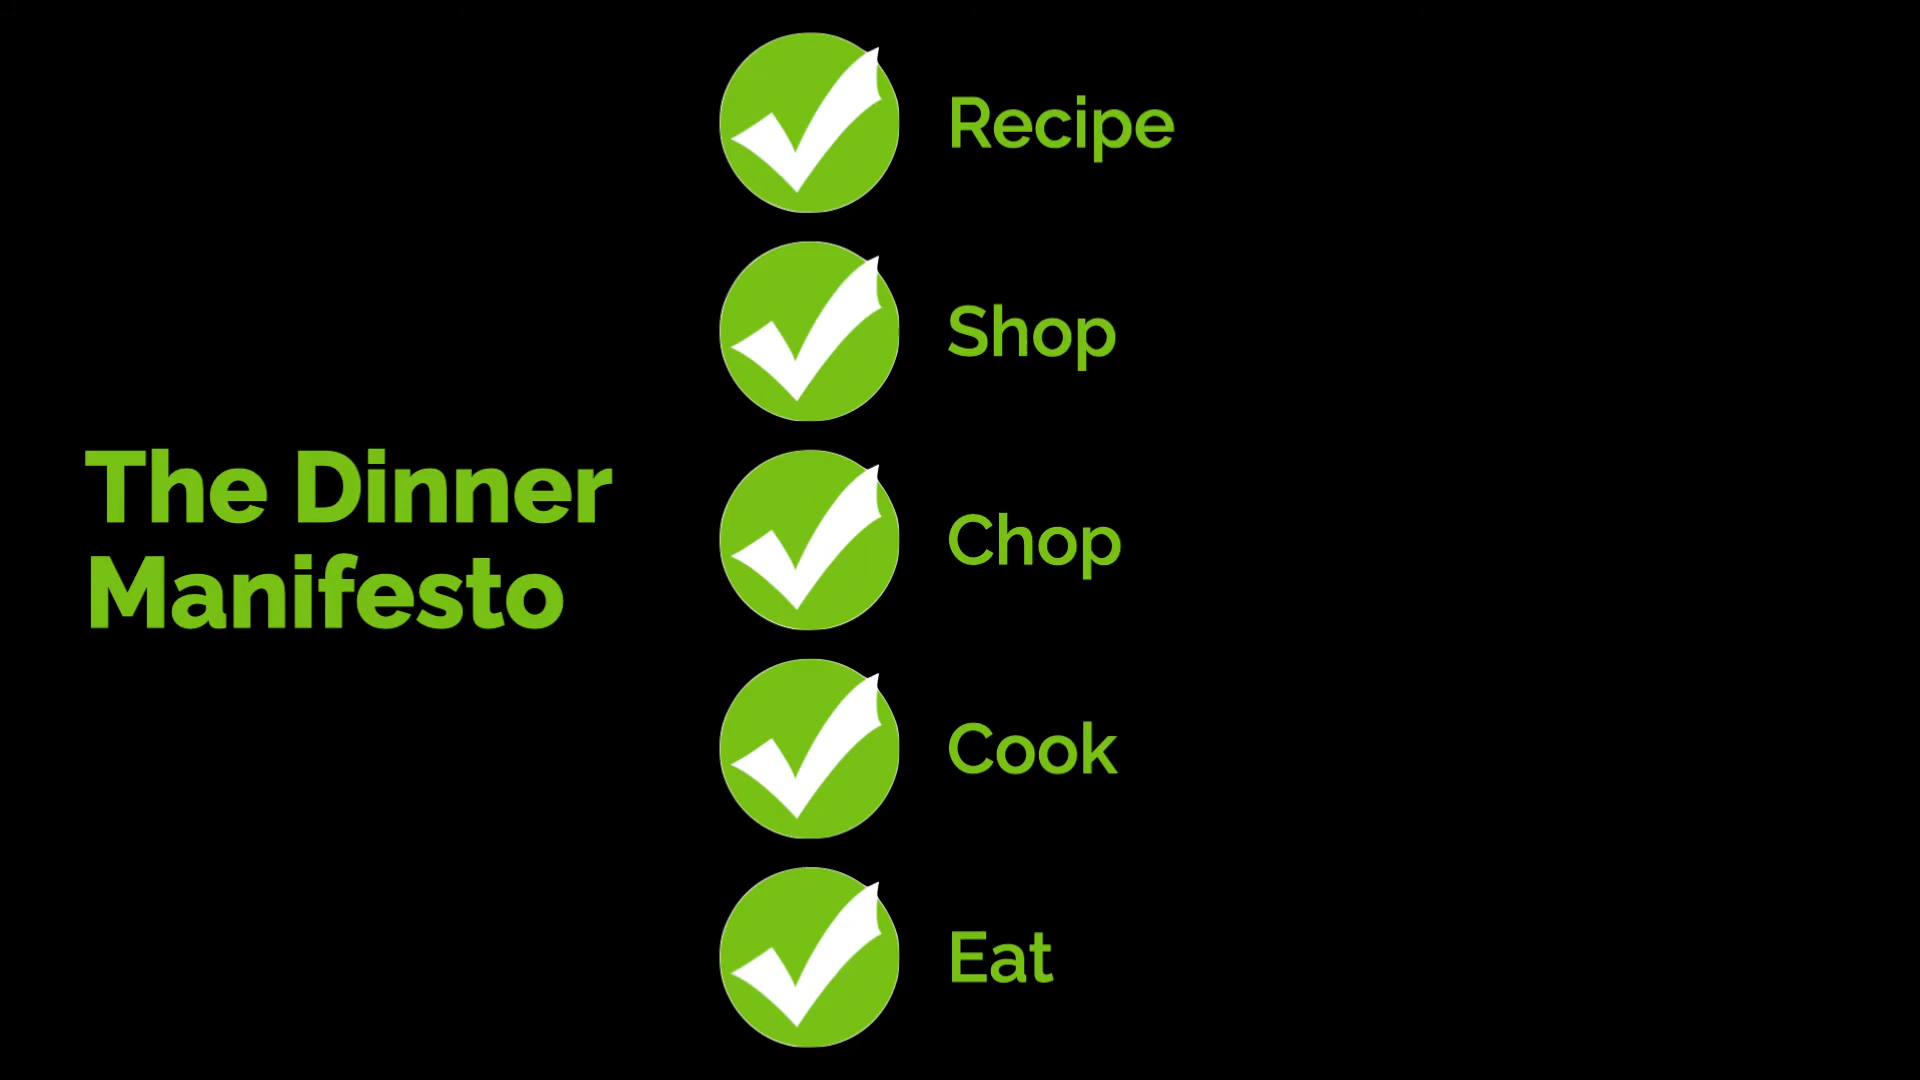 The Dinner
Manifesto
Recipe
Shop
Chop
Cook
Eat